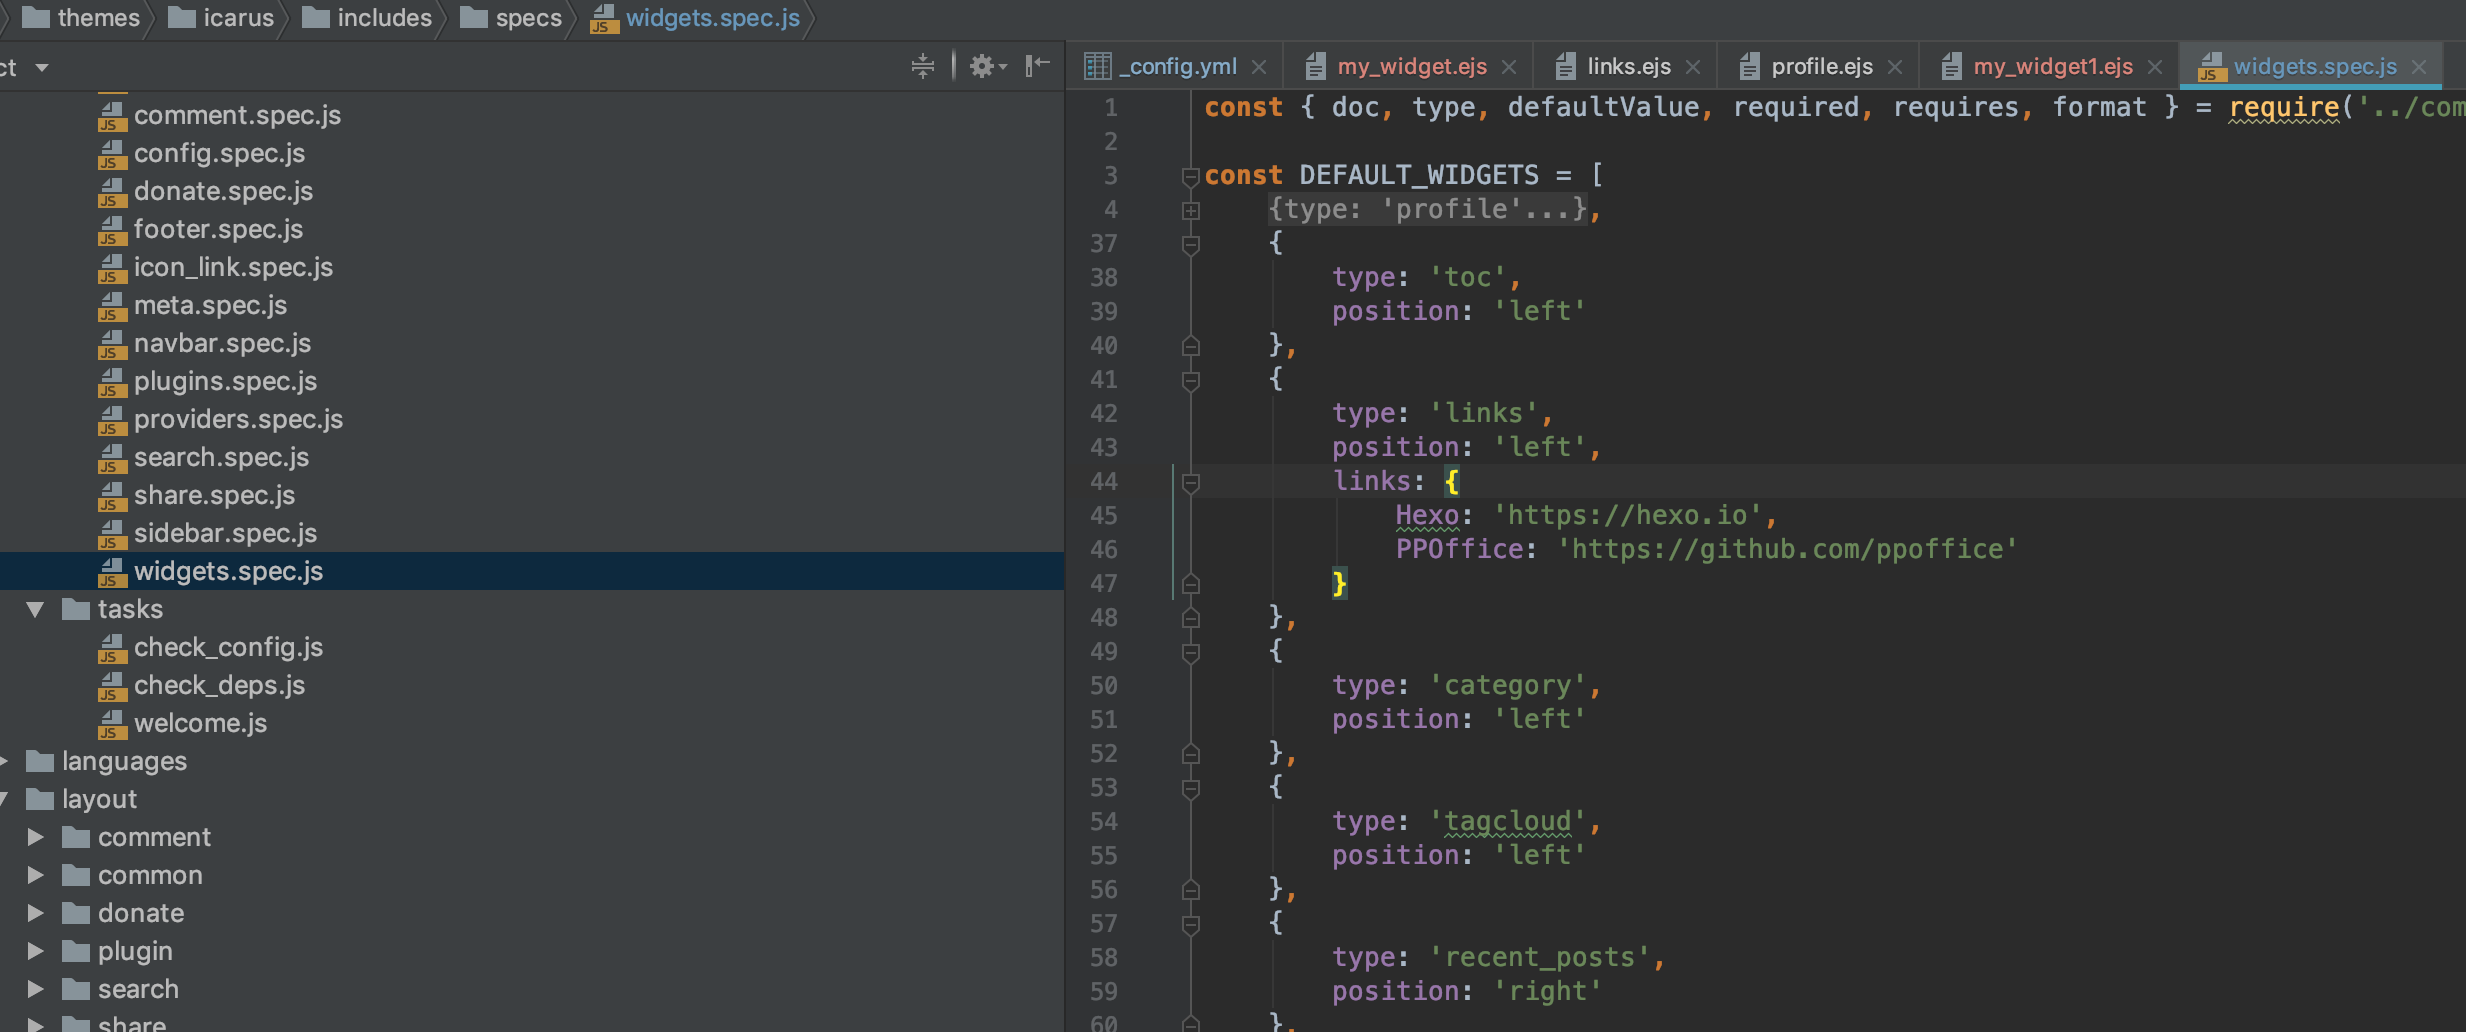 themes icarus includes specs widgets.spec.js
ct
comment.spec.js
config.spec.js
donate.spec.js
footer.spec.js
icon_link.spec.js
meta.spec.js
navbar.spec.js
plugins.spec.js
providers.spec.js
search.spec.js
share.spec.js
sidebar.spec.js
widgets.spec.js
tasks
check_config.js
check_deps.js
welcome.js
languages
layout
comment
common
donate
plugin
search
share
_config.yml my_widget.ejs links.ejs profile.ejs my_widget1.ejs widgets.spec.js
1 const { doc, type, defaultValue, required, requires, format } = require('../com
2
3 const DEFAULT_WIDGETS = [
4 {type: 'profile'...},
37 {
38 type: 'toc',
39 position: 'left'
40 },
41 {
42 type: 'links',
43 position: 'left',
44 links: {
45 Hexo: 'https://hexo.io',
46 PPOffice: 'https://github.com/ppoffice'
47 }
48 },
49 {
50 type: 'category',
51 position: 'left'
52 },
53 {
54 type: 'tagcloud',
55 position: 'left'
56 },
57 {
58 type: 'recent_posts',
59 position: 'right'
60 },